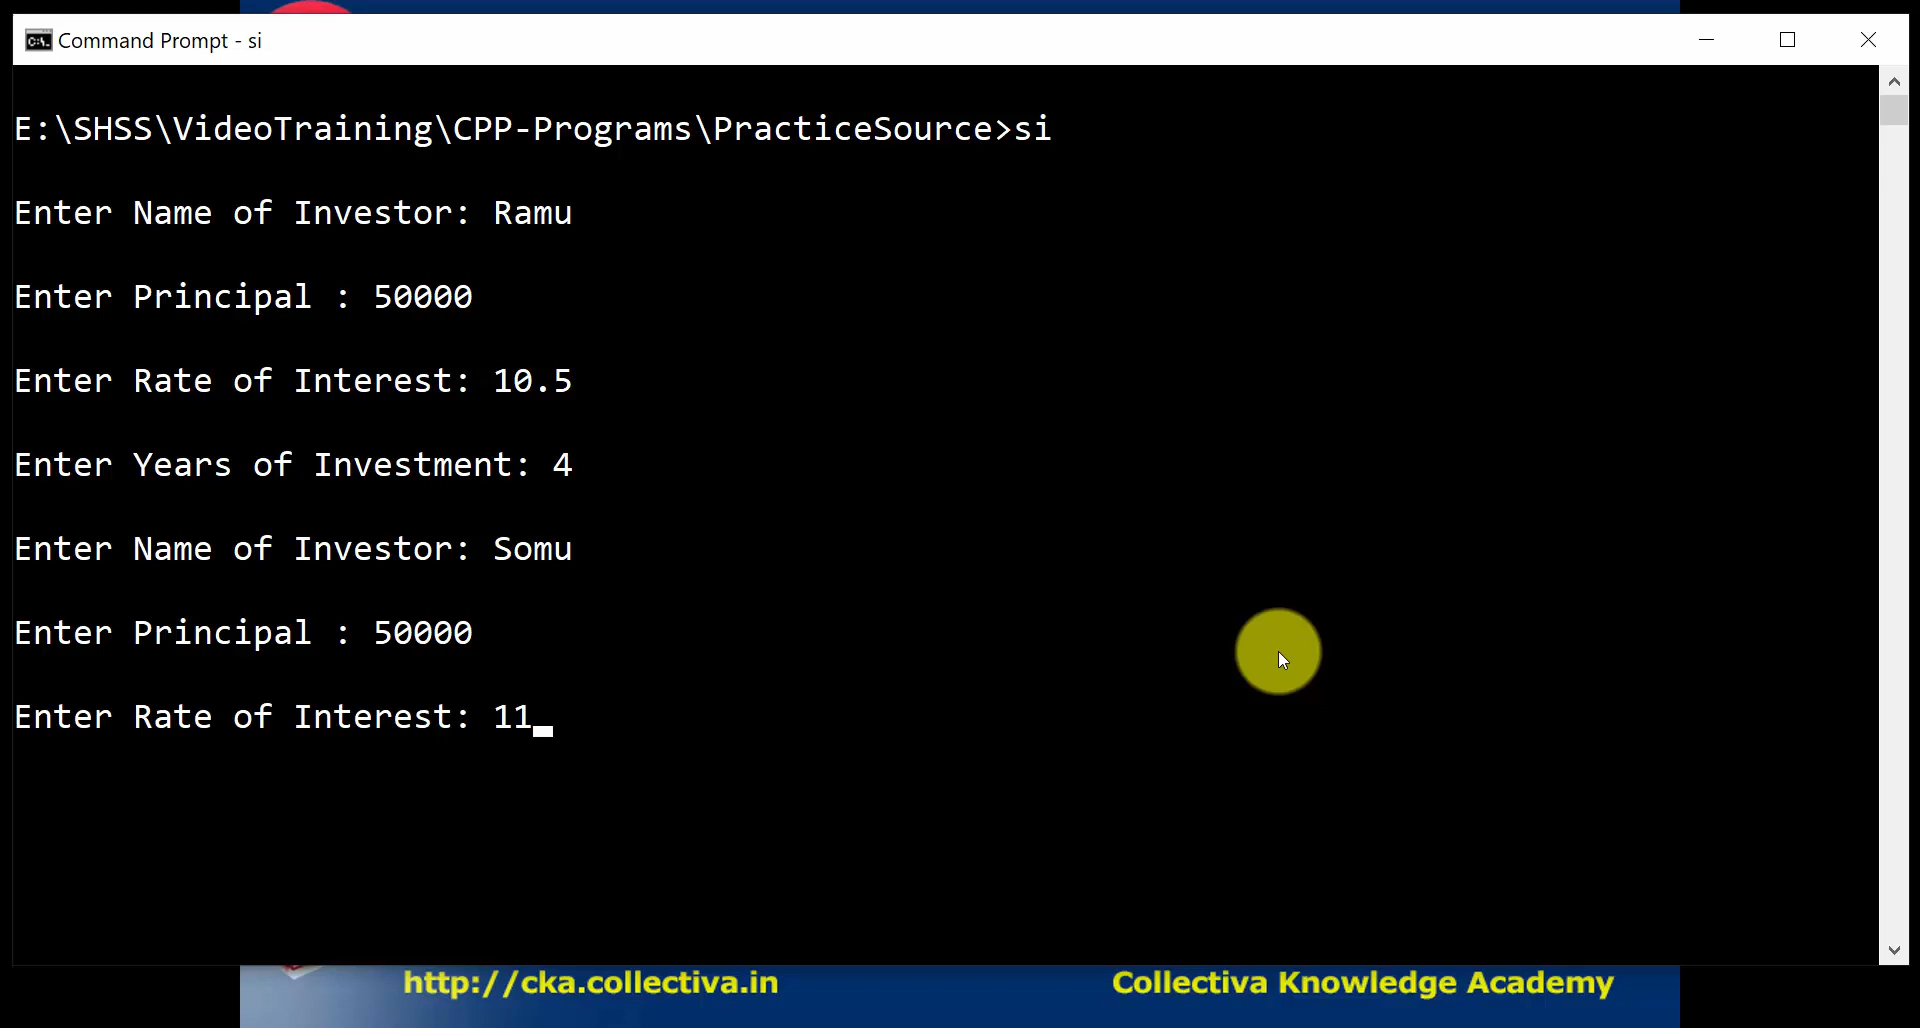 Command Prompt - si
E:\SHSS\VideoTraining\CPP-Programs\PracticeSource>si
Enter Name of Investor: Ramu
Enter Principal : 50000
Enter Rate of Interest: 10.5
Enter Years of Investment: 4
Enter Name of Investor: Somu
Enter Principal : 50000
Enter Rate of Interest: 11
http://cka.collectiva.in
Collectiva Knowledge Academy